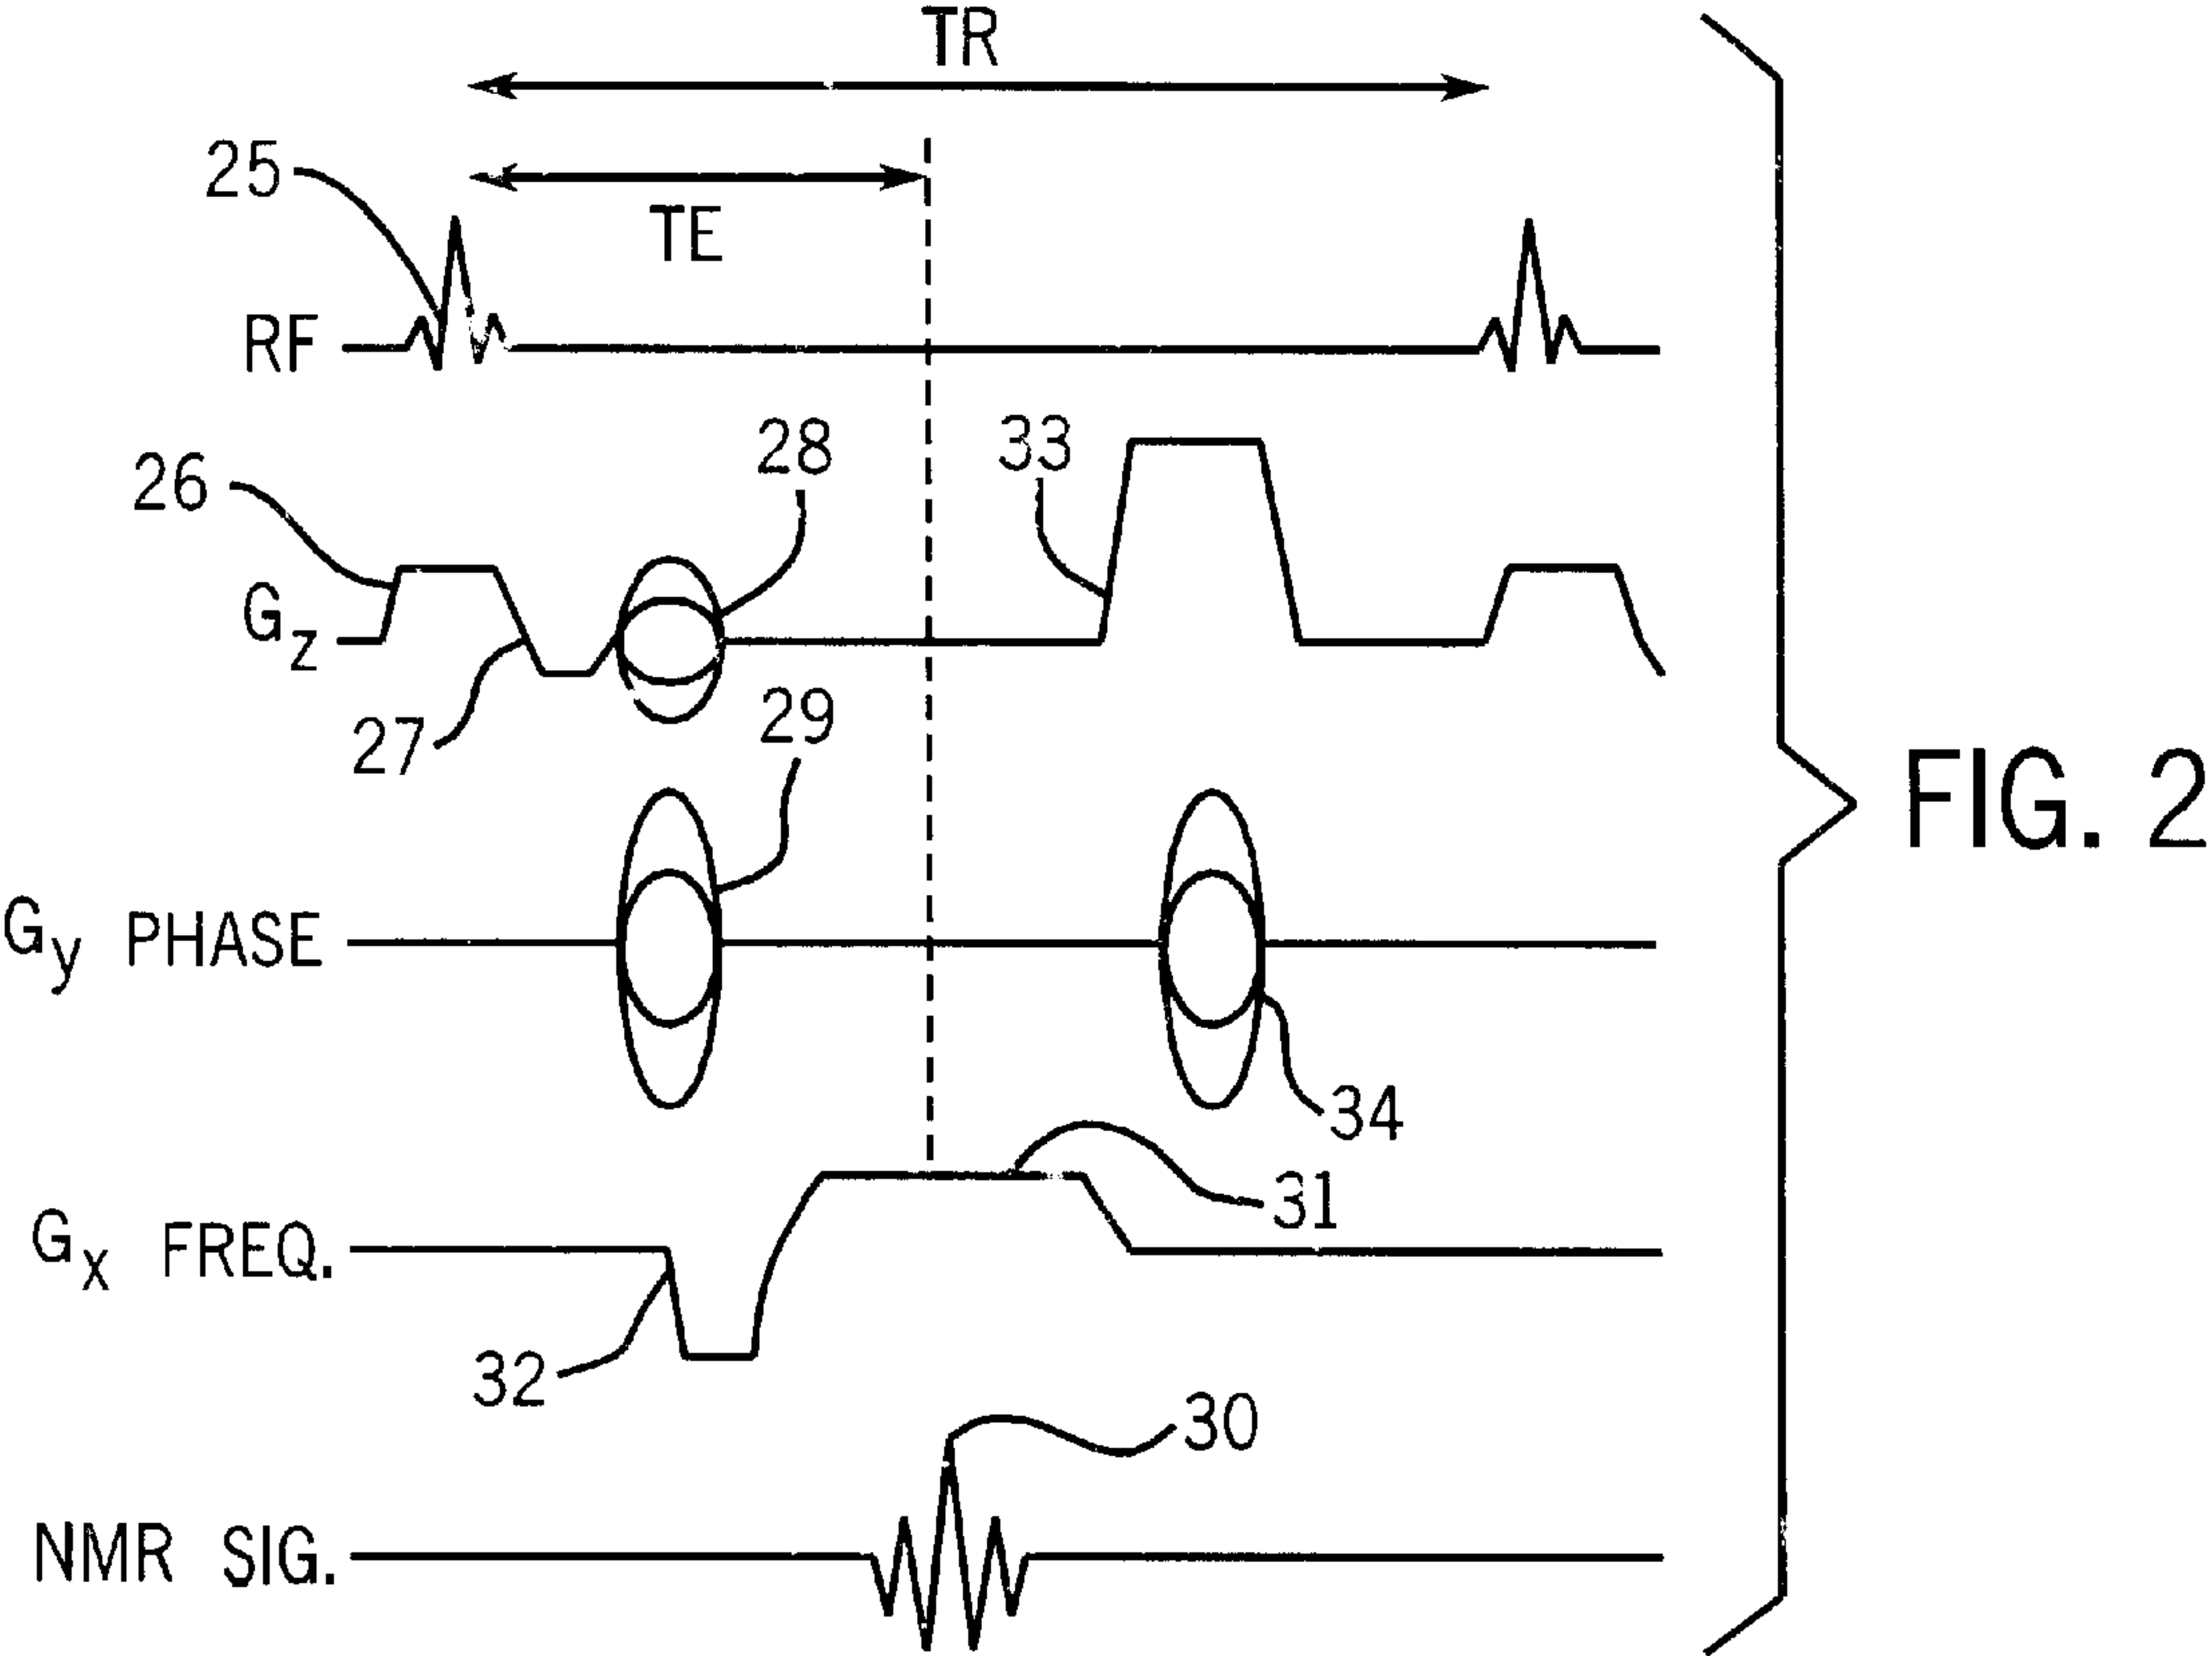 TR
25
TE
RF
28
33
26
Gz
27
29
Gy PHASE
34
31
Gx FREQ.
32
30
NMR SIG.
FIG. 2